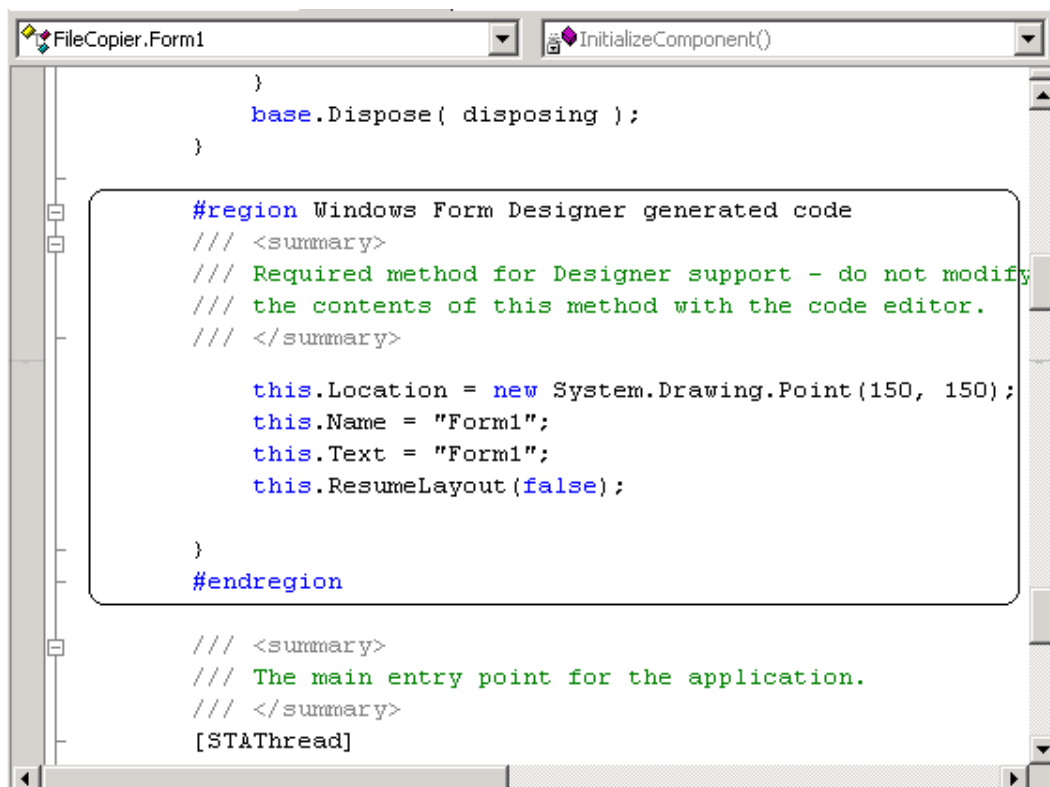 FileCopier.Form1 InitializeComponent()
}
base.Dispose( disposing );
}
#region Windows Form Designer generated code
/// <summary>
/// Required method for Designer support - do not modify
/// the contents of this method with the code editor.
/// </summary>
this.Location = new System.Drawing.Point(150, 150);
this.Name = "Form1";
this.Text = "Form1";
this.ResumeLayout(false);
}
#endregion
/// <summary>
/// The main entry point for the application.
/// </summary>
[STAThread]